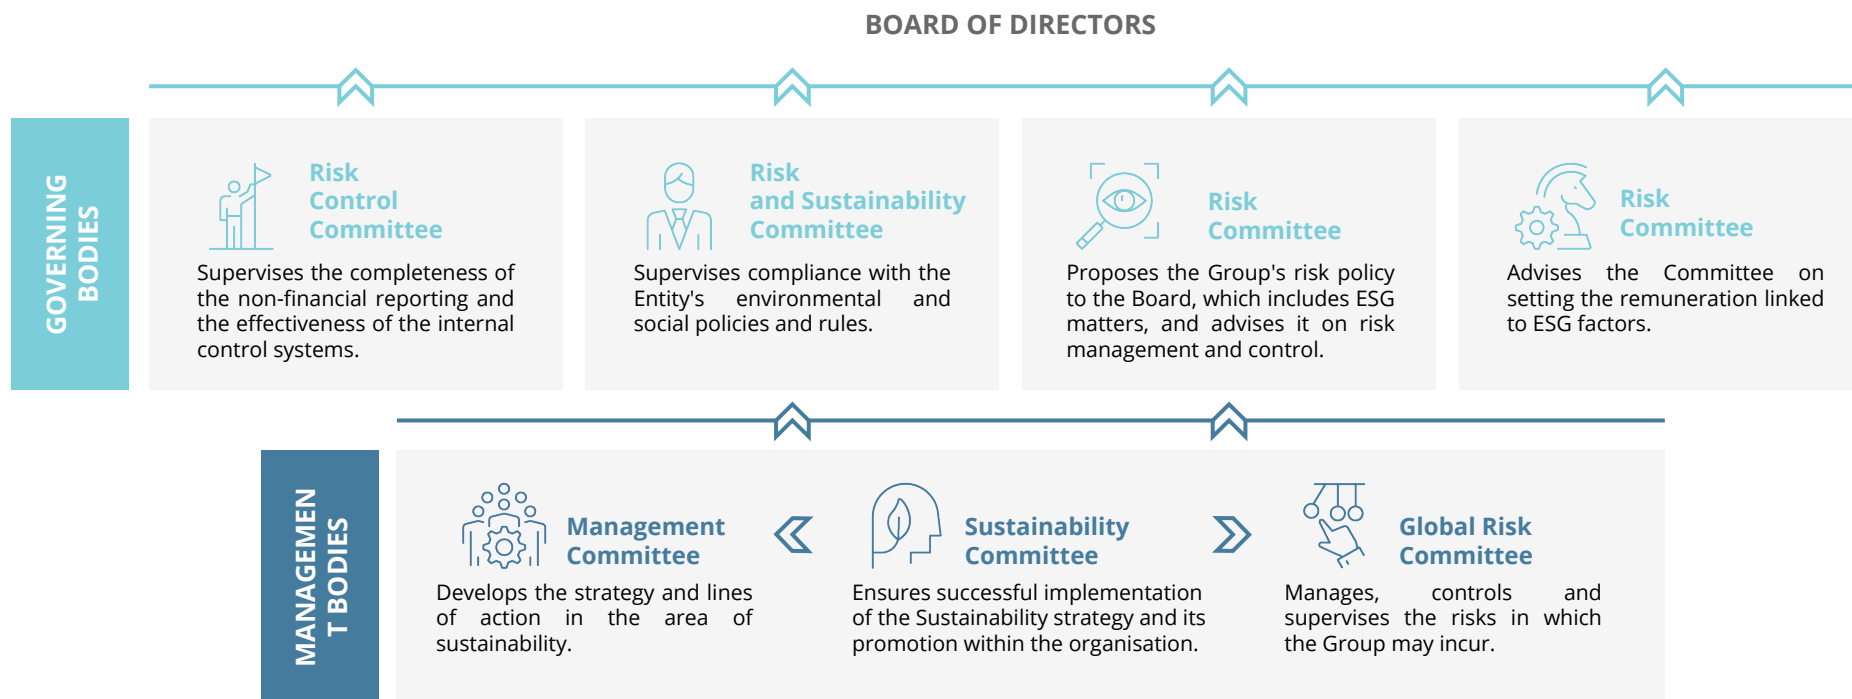 BOARD OF DIRECTORS
GOVERNING
BODIES
Risk
Control
Committee
Supervises the completeness of
the non-financial reporting and
the effectiveness of the internal
control systems.
Risk
and Sustainability
Committee
Supervises compliance with the
Entity's environmental and
social policies and rules.
Risk
Committee
Proposes the Group's risk policy
to the Board, which includes ESG
matters, and advises it on risk
management and control.
Risk
Committee
Advises the Committee on
setting the remuneration linked
to ESG factors.
MANAGEMEN
T BODIES
Management
Committee
Develops the strategy and lines
of action in the area of
sustainability.
Sustainability
Committee
Ensures successful implementation
of the Sustainability strategy and its
promotion within the organisation.
Global Risk
Committee
Manages, controls and
supervises the risks in which
the Group may incur.